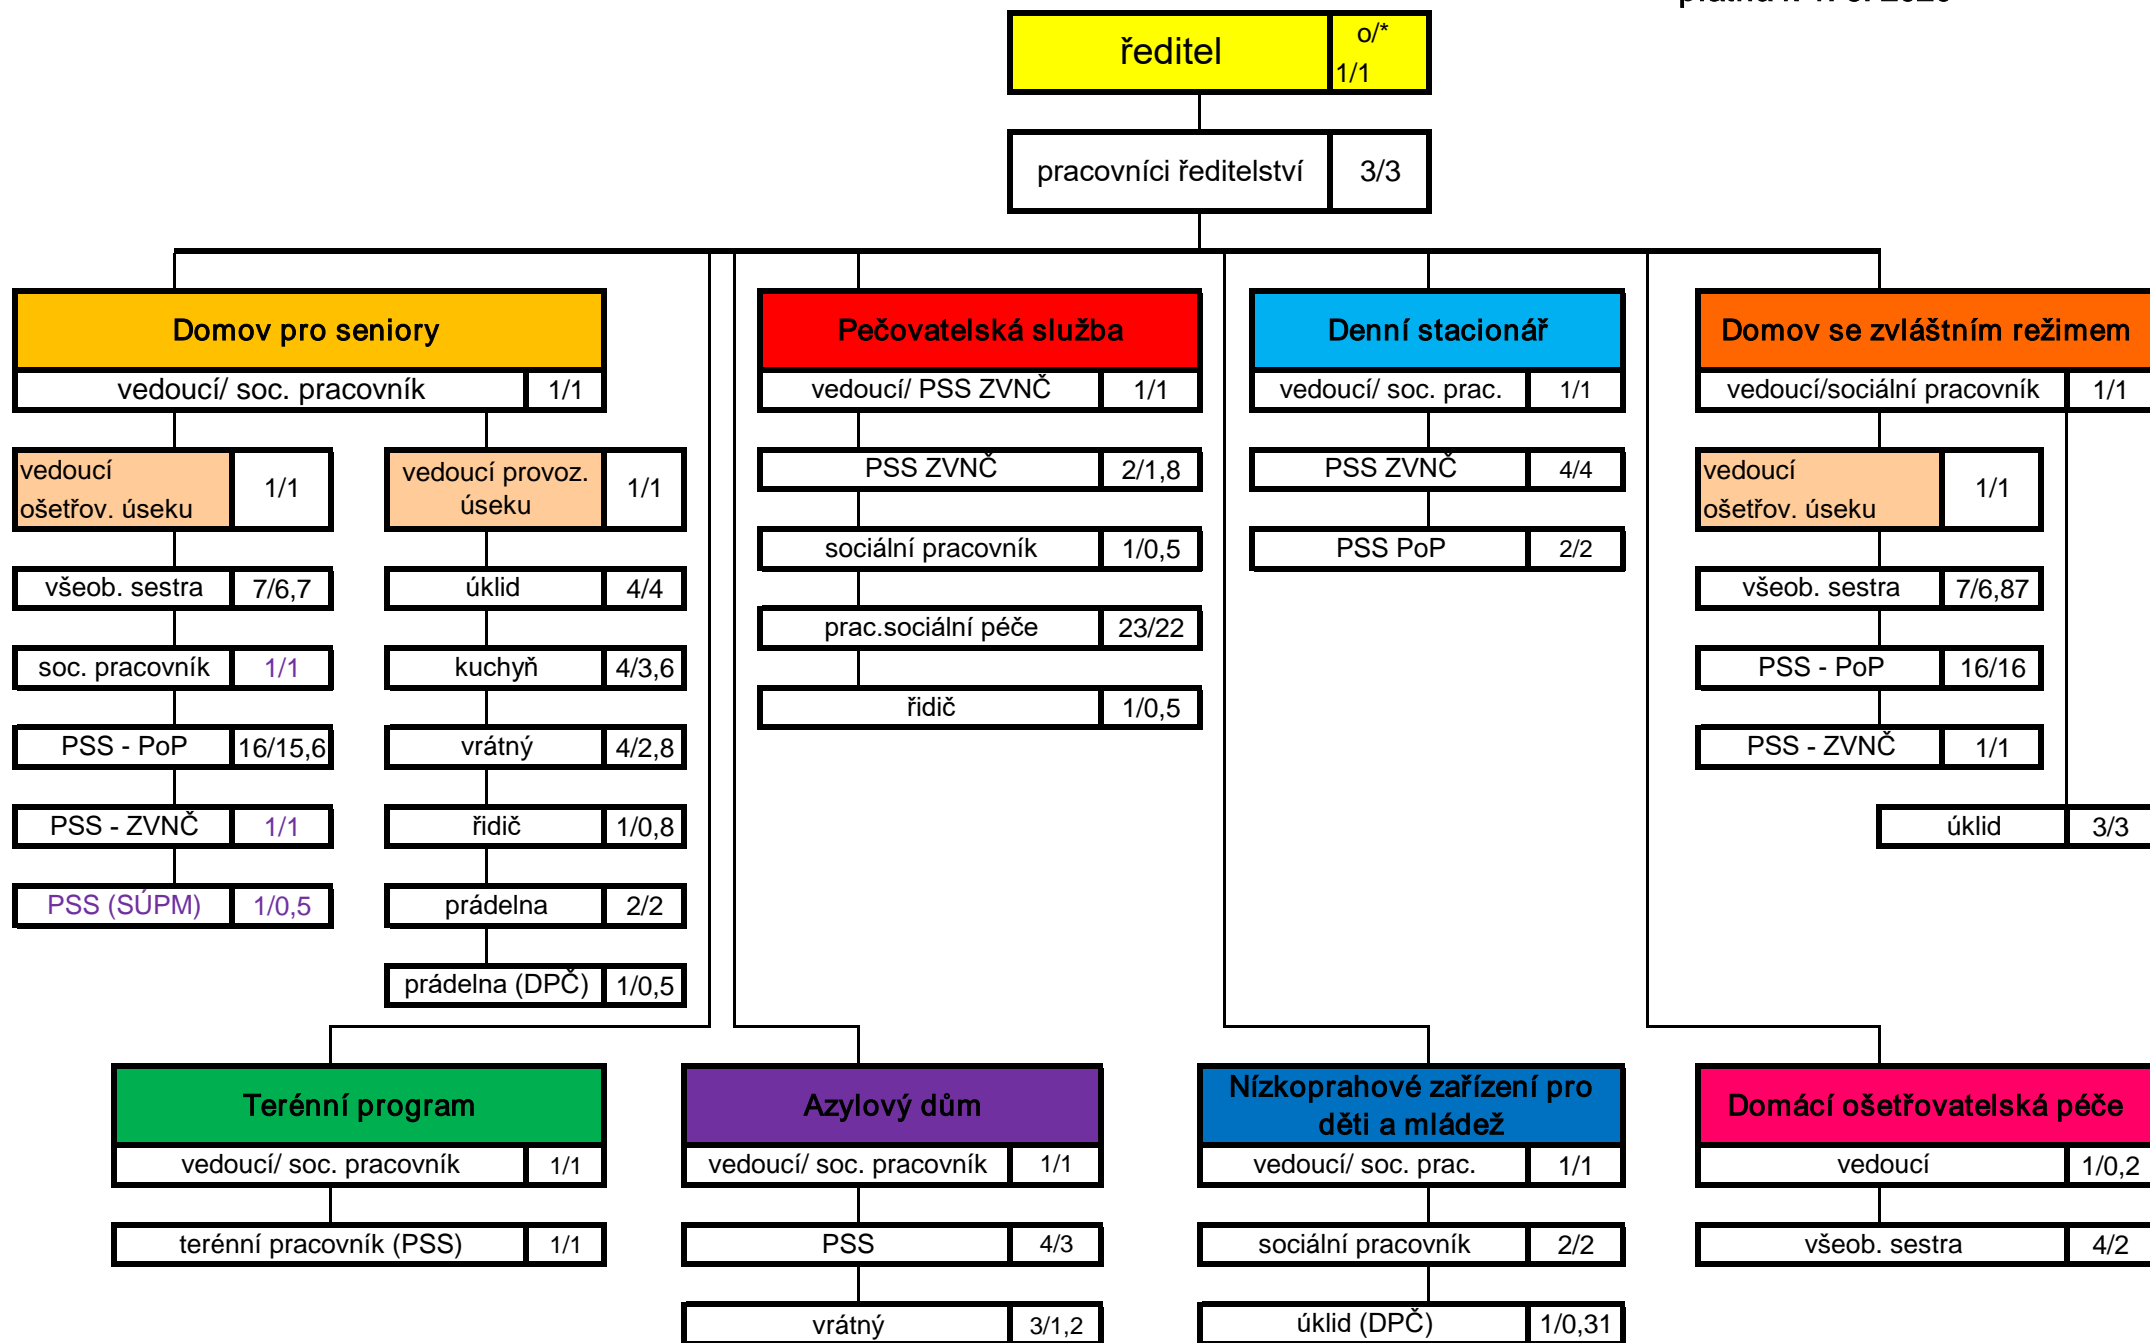 ředitel
o/*
1/1
pracovníci ředitelství
3/3
Domov pro seniory
vedoucí/ soc. pracovník
1/1
vedoucí
ošetřov. úseku
1/1
všeob. sestra
7/6,7
soc. pracovník
1/1
PSS - PoP
16/15,6
PSS - ZVNČ
1/1
PSS (SÚPM)
1/0,5
vedoucí provoz.
úseku
1/1
úklid
4/4
kuchyň
4/3,6
vrátný
4/2,8
řidič
1/0,8
prádelna
2/2
prádelna (DPČ)
1/0,5
Pečovatelská služba
vedoucí/ PSS ZVNČ
1/1
PSS ZVNČ
2/1,8
sociální pracovník
1/0,5
prac.sociální péče
23/22
řidič
1/0,5
Denní stacionář
vedoucí/ soc. prac.
1/1
PSS ZVNČ
4/4
PSS PoP
2/2
Domov se zvláštním režimem
vedoucí/sociální pracovník
1/1
vedoucí
ošetřov. úseku
1/1
všeob. sestra
7/6,87
PSS - PoP
16/16
PSS - ZVNČ
1/1
úklid
3/3
Terénní program
vedoucí/ soc. pracovník
1/1
terénní pracovník (PSS)
1/1
Azylový dům
vedoucí/ soc. pracovník
1/1
PSS
4/3
vrátný
3/1,2
Nízkoprahové zařízení pro
děti a mládež
vedoucí/ soc. prac.
1/1
sociální pracovník
2/2
úklid (DPČ)
1/0,31
Domácí ošetřovatelská péče
vedoucí
1/0,2
všeob. sestra
4/2